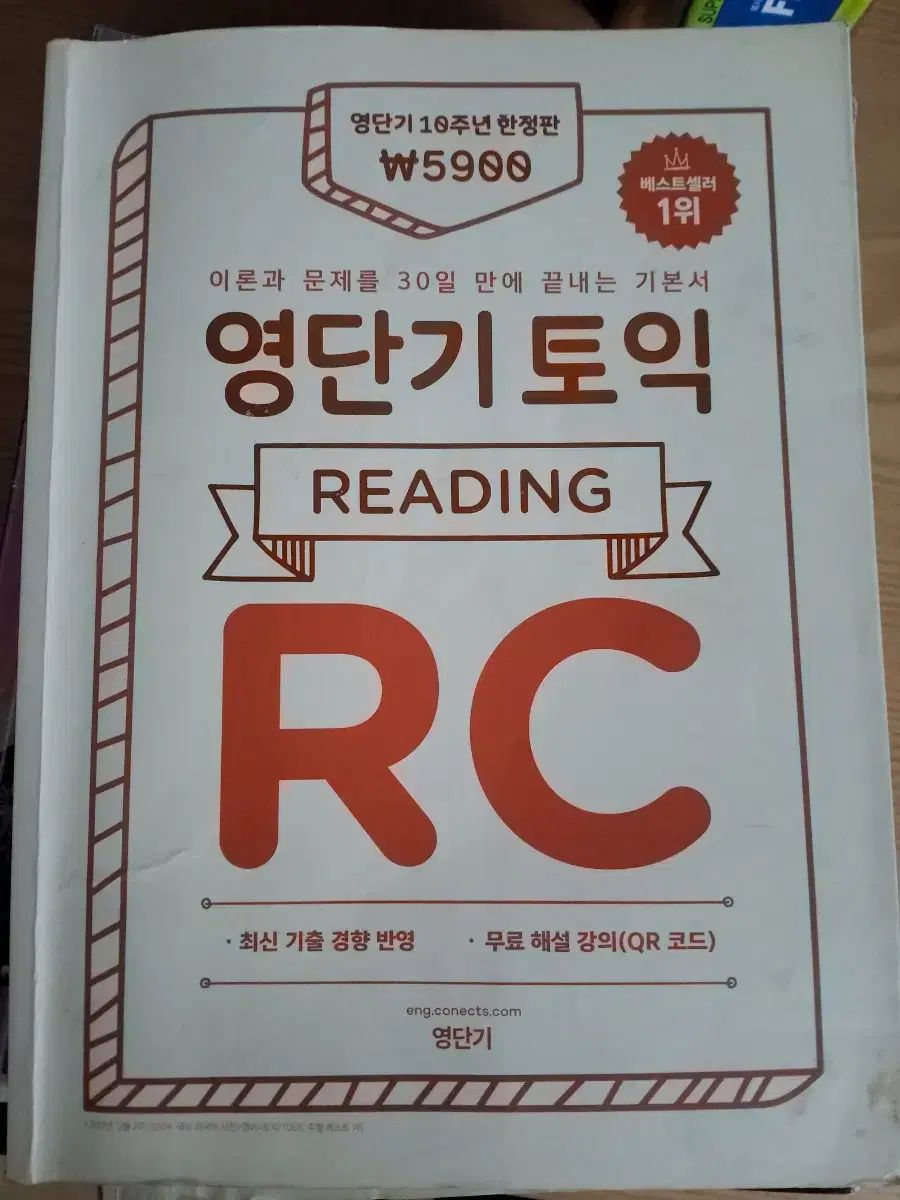 SUPP
F
영단기 10주년 한정판
₩5900
베스트셀러
1위
이론과 문제를 30일 만에 끝내는 기본서
영단기 토익
READING
RC
· 최신 기출 경향 반영
· 무료 해설 강의(QR 코드)
eng.conects.com
영단기